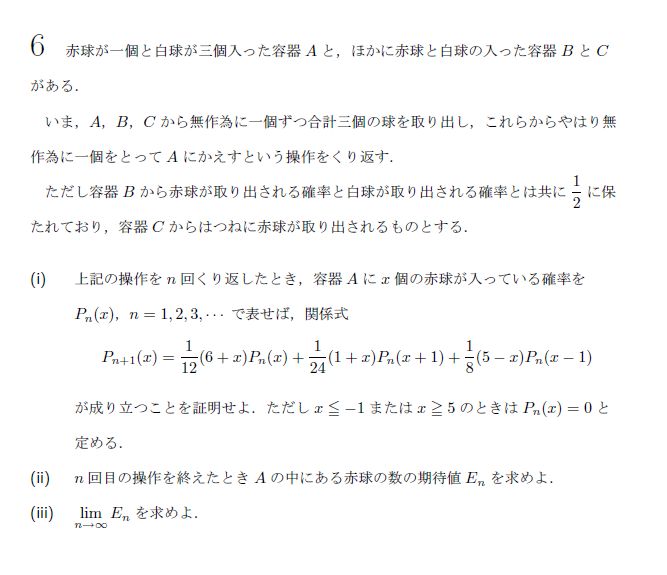 6 赤球が一個と白球が三個入った容器 A と，ほかに赤球と白球の入った容器 B と C
がある．
いま，A，B，C から無作為に一個ずつ合計三個の球を取り出し，これらからやはり無
作為に一個をとって A にかえすという操作をくり返す．
ただし容器 B から赤球が取り出される確率と白球が取り出される確率とは共に 1/2 に保
たれており，容器 C からはつねに赤球が取り出されるものとする．
(i) 上記の操作を n 回くり返したとき，容器 A に x 個の赤球が入っている確率を
P_n(x)，n = 1, 2, 3, ⋯ で表せば，関係式
P_{n+1}(x) = 1/12 (6 + x)P_n(x) + 1/24 (1 + x)P_n(x + 1) + 1/8 (5 − x)P_n(x − 1)
が成り立つことを証明せよ．ただし x ≦ −1 または x ≧ 5 のときは P_n(x) = 0 と
定める．
(ii) n 回目の操作を終えたとき A の中にある赤球の数の期待値 E_n を求めよ．
(iii) lim_{n→∞} E_n を求めよ．